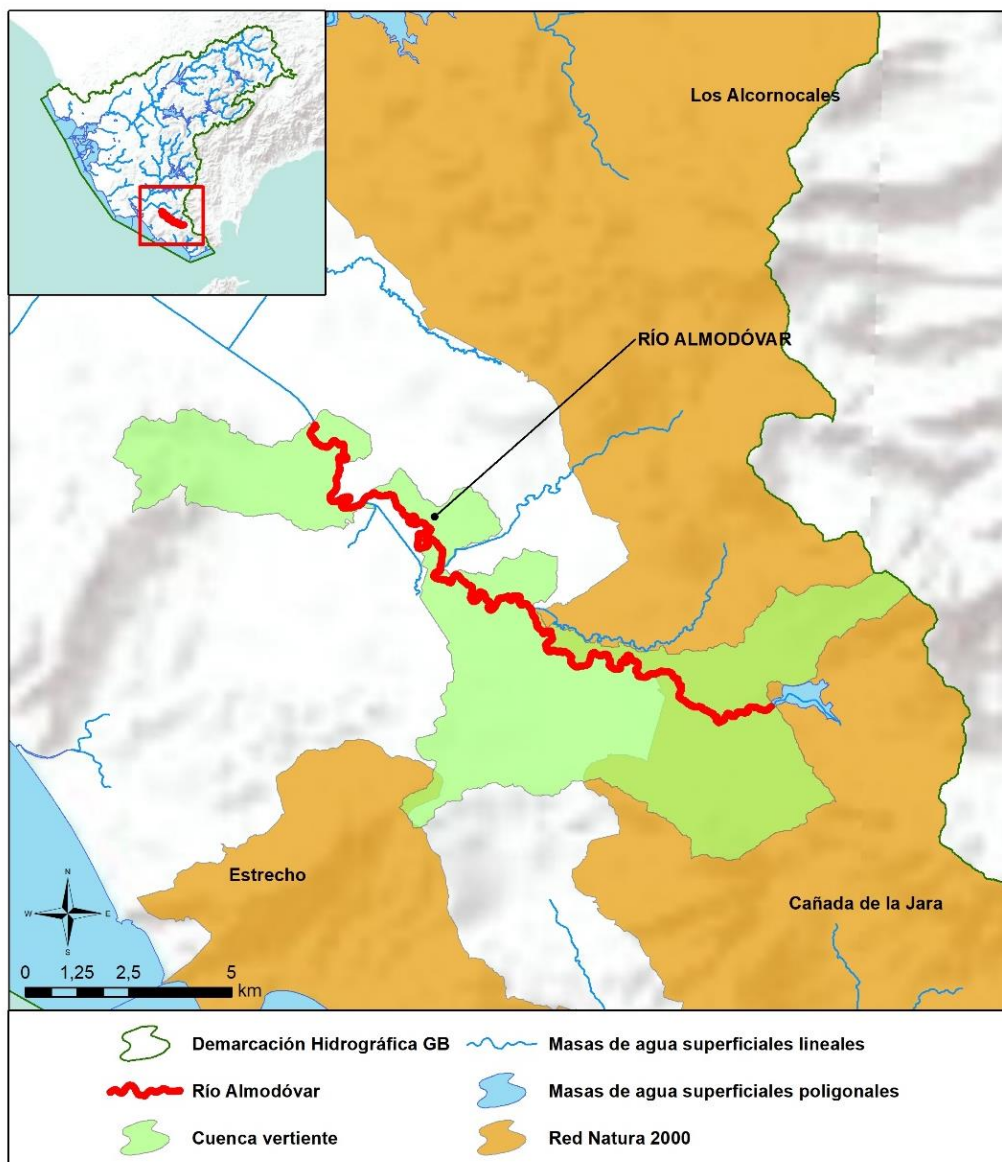 Los Alcornocales
RÍO ALMODÓVAR
Estrecho
Cañada de la Jara
N
W E
S
0 1,25 2,5 5
km
Demarcación Hidrográfica GB
Masas de agua superficiales lineales
Río Almodóvar
Masas de agua superficiales poligonales
Cuenca vertiente
Red Natura 2000